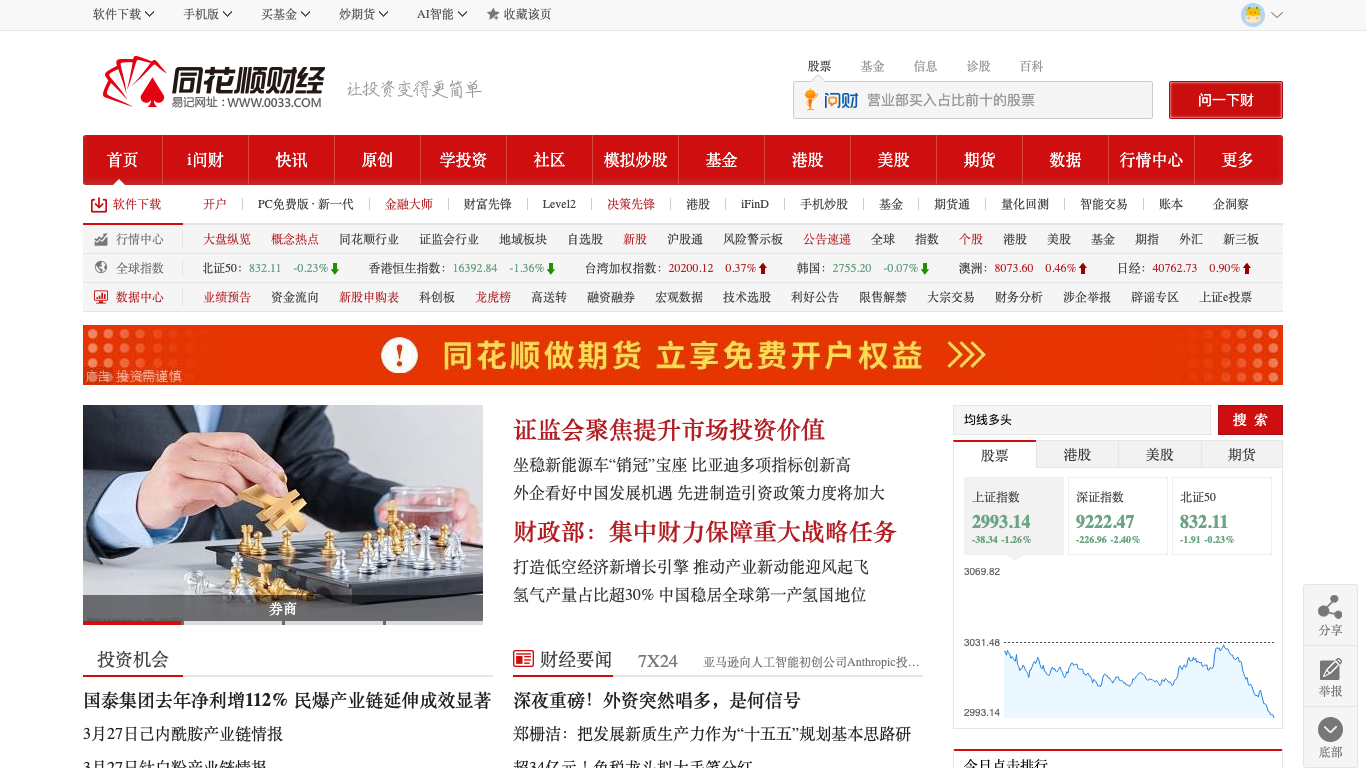 软件下载 手机版 买基金 炒期货 AI智能 收藏该页
股票 基金 信息 诊股 百科
同花顺财经
易记网址:WWW.0033.COM
让投资变得更简单
问财 营业部买入占比前十的股票 问一下财
首页 i问财 快讯 原创 学投资 社区 模拟炒股 基金 港股 美股 期货 数据 行情中心 更多
软件下载 开户 PC免费版 · 新一代 金融大师 财富先锋 Level2 决策先锋 港股 iFinD 手机炒股 基金 期货通 量化回测 智能交易 账本 企洞察
行情中心 大盘纵览 概念热点 同花顺行业 证监会行业 地域板块 自选股 新股 沪股通 风险警示板 公告速递 全球 指数 个股 港股 美股 基金 期指 外汇 新三板
全球指数 北证50: 832.11 -0.23% 香港恒生指数: 16392.84 -1.36% 台湾加权指数: 20200.12 0.37% 韩国: 2755.20 -0.07% 澳洲: 8073.60 0.46% 日经: 40762.73 0.90%
数据中心 业绩预告 资金流向 新股申购表 科创板 龙虎榜 高送转 融资融券 宏观数据 技术选股 利好公告 限售解禁 大宗交易 财务分析 涉企举报 辟谣专区 上证e投票
同花顺做期货 立享免费开户权益
广告 投资需谨慎
券商
证监会聚焦提升市场投资价值
坐稳新能源车“销冠”宝座 比亚迪多项指标创新高
外企看好中国发展机遇 先进制造引资政策力度将加大
财政部：集中财力保障重大战略任务
打造低空经济新增长引擎 推动产业新动能迎风起飞
氢气产量占比超30% 中国稳居全球第一产氢国地位
均线多头 搜 索
股票 港股 美股 期货
上证指数 深证指数 北证50
2993.14 9222.47 832.11
-38.34 -1.26% -226.96 -2.40% -1.91 -0.23%
3069.82
3031.48
2993.14
投资机会
国泰集团去年净利增112% 民爆产业链延伸成效显著
3月27日己内酰胺产业链情报
3月27日钛白粉产业链情报
财经要闻 7X24 亚马逊向人工智能初创公司Anthropic投…
深夜重磅！外资突然唱多，是何信号
郑栅洁：把发展新质生产力作为“十五五”规划基本思路研
超34亿元！免税龙头拟大手笔分红
今日点击排行
分享
举报
底部